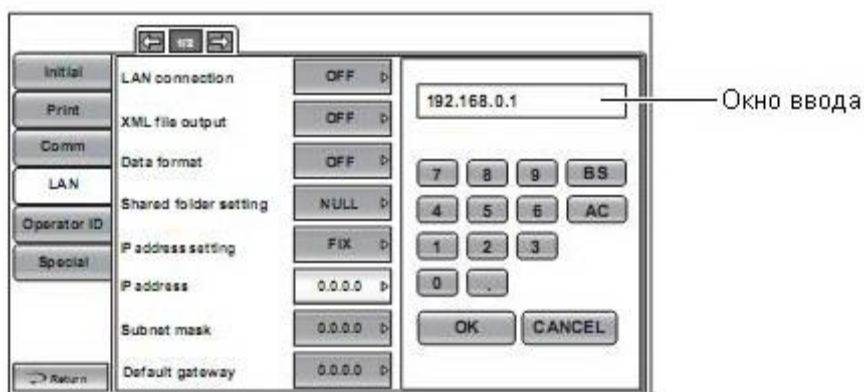 1/2
Initial
Print
Comm
LAN
Operator ID
Special
Return
LAN connection OFF
XML file output OFF
Data format OFF
Shared folder setting NULL
IP address setting FIX
IP address 0.0.0.0
Subnet mask 0.0.0.0
Default gateway 0.0.0.0
192.168.0.1
7 8 9 BS
4 5 6 AC
1 2 3
0 .
OK CANCEL
Окно ввода